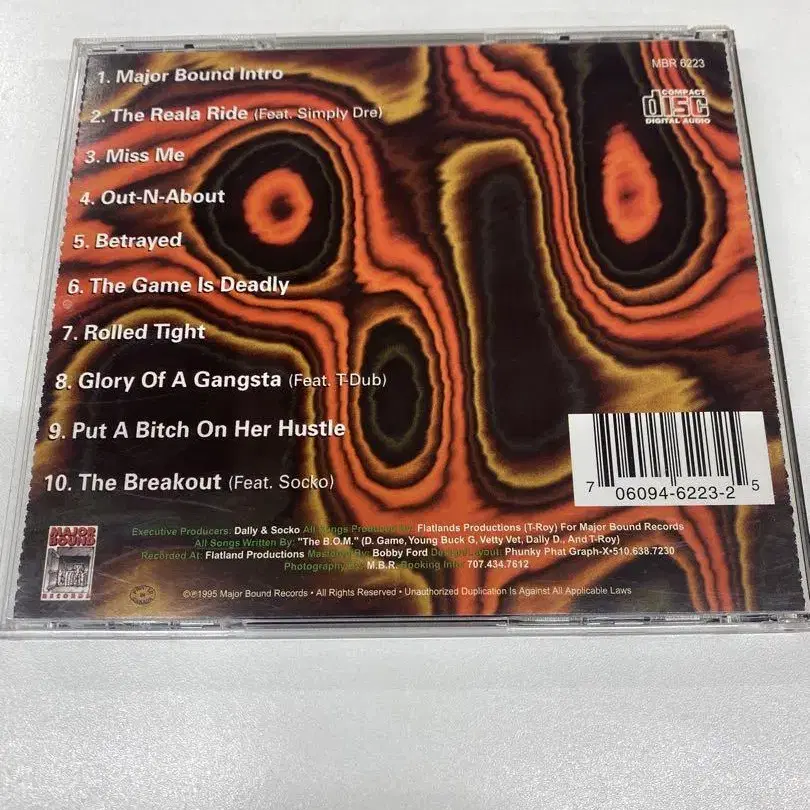 1. Major Bound Intro
MBR 6223
COMPACT
disc
DIGITAL AUDIO
2. The Reala Ride (Feat. Simply Dre)
3. Miss Me
4. Out-N-About
5. Betrayed
6. The Game Is Deadly
7. Rolled Tight
8. Glory Of A Gangsta (Feat. T-Dub)
9. Put A Bitch On Her Hustle
10. The Breakout (Feat. Socko)
7 06094-6223-2 5
MAJOR
BOUND
RECORDS
Executive Producers: Dally & Socko All Songs Produced By: Flatlands Productions (T-Roy) For Major Bound Records
All Songs Written By: "The B.O.M." (D. Game, Young Buck G, Vetty Vet, Dally D., And T-Roy)
Recorded At: Flatland Productions Mastered By: Bobby Ford Design & Layout: Phunky Phat Graph-X•510.638.7230
Photography By: M.B.R. Booking Info: 707.434.7612
©℗1995 Major Bound Records • All Rights Reserved • Unauthorized Duplication Is Against All Applicable Laws